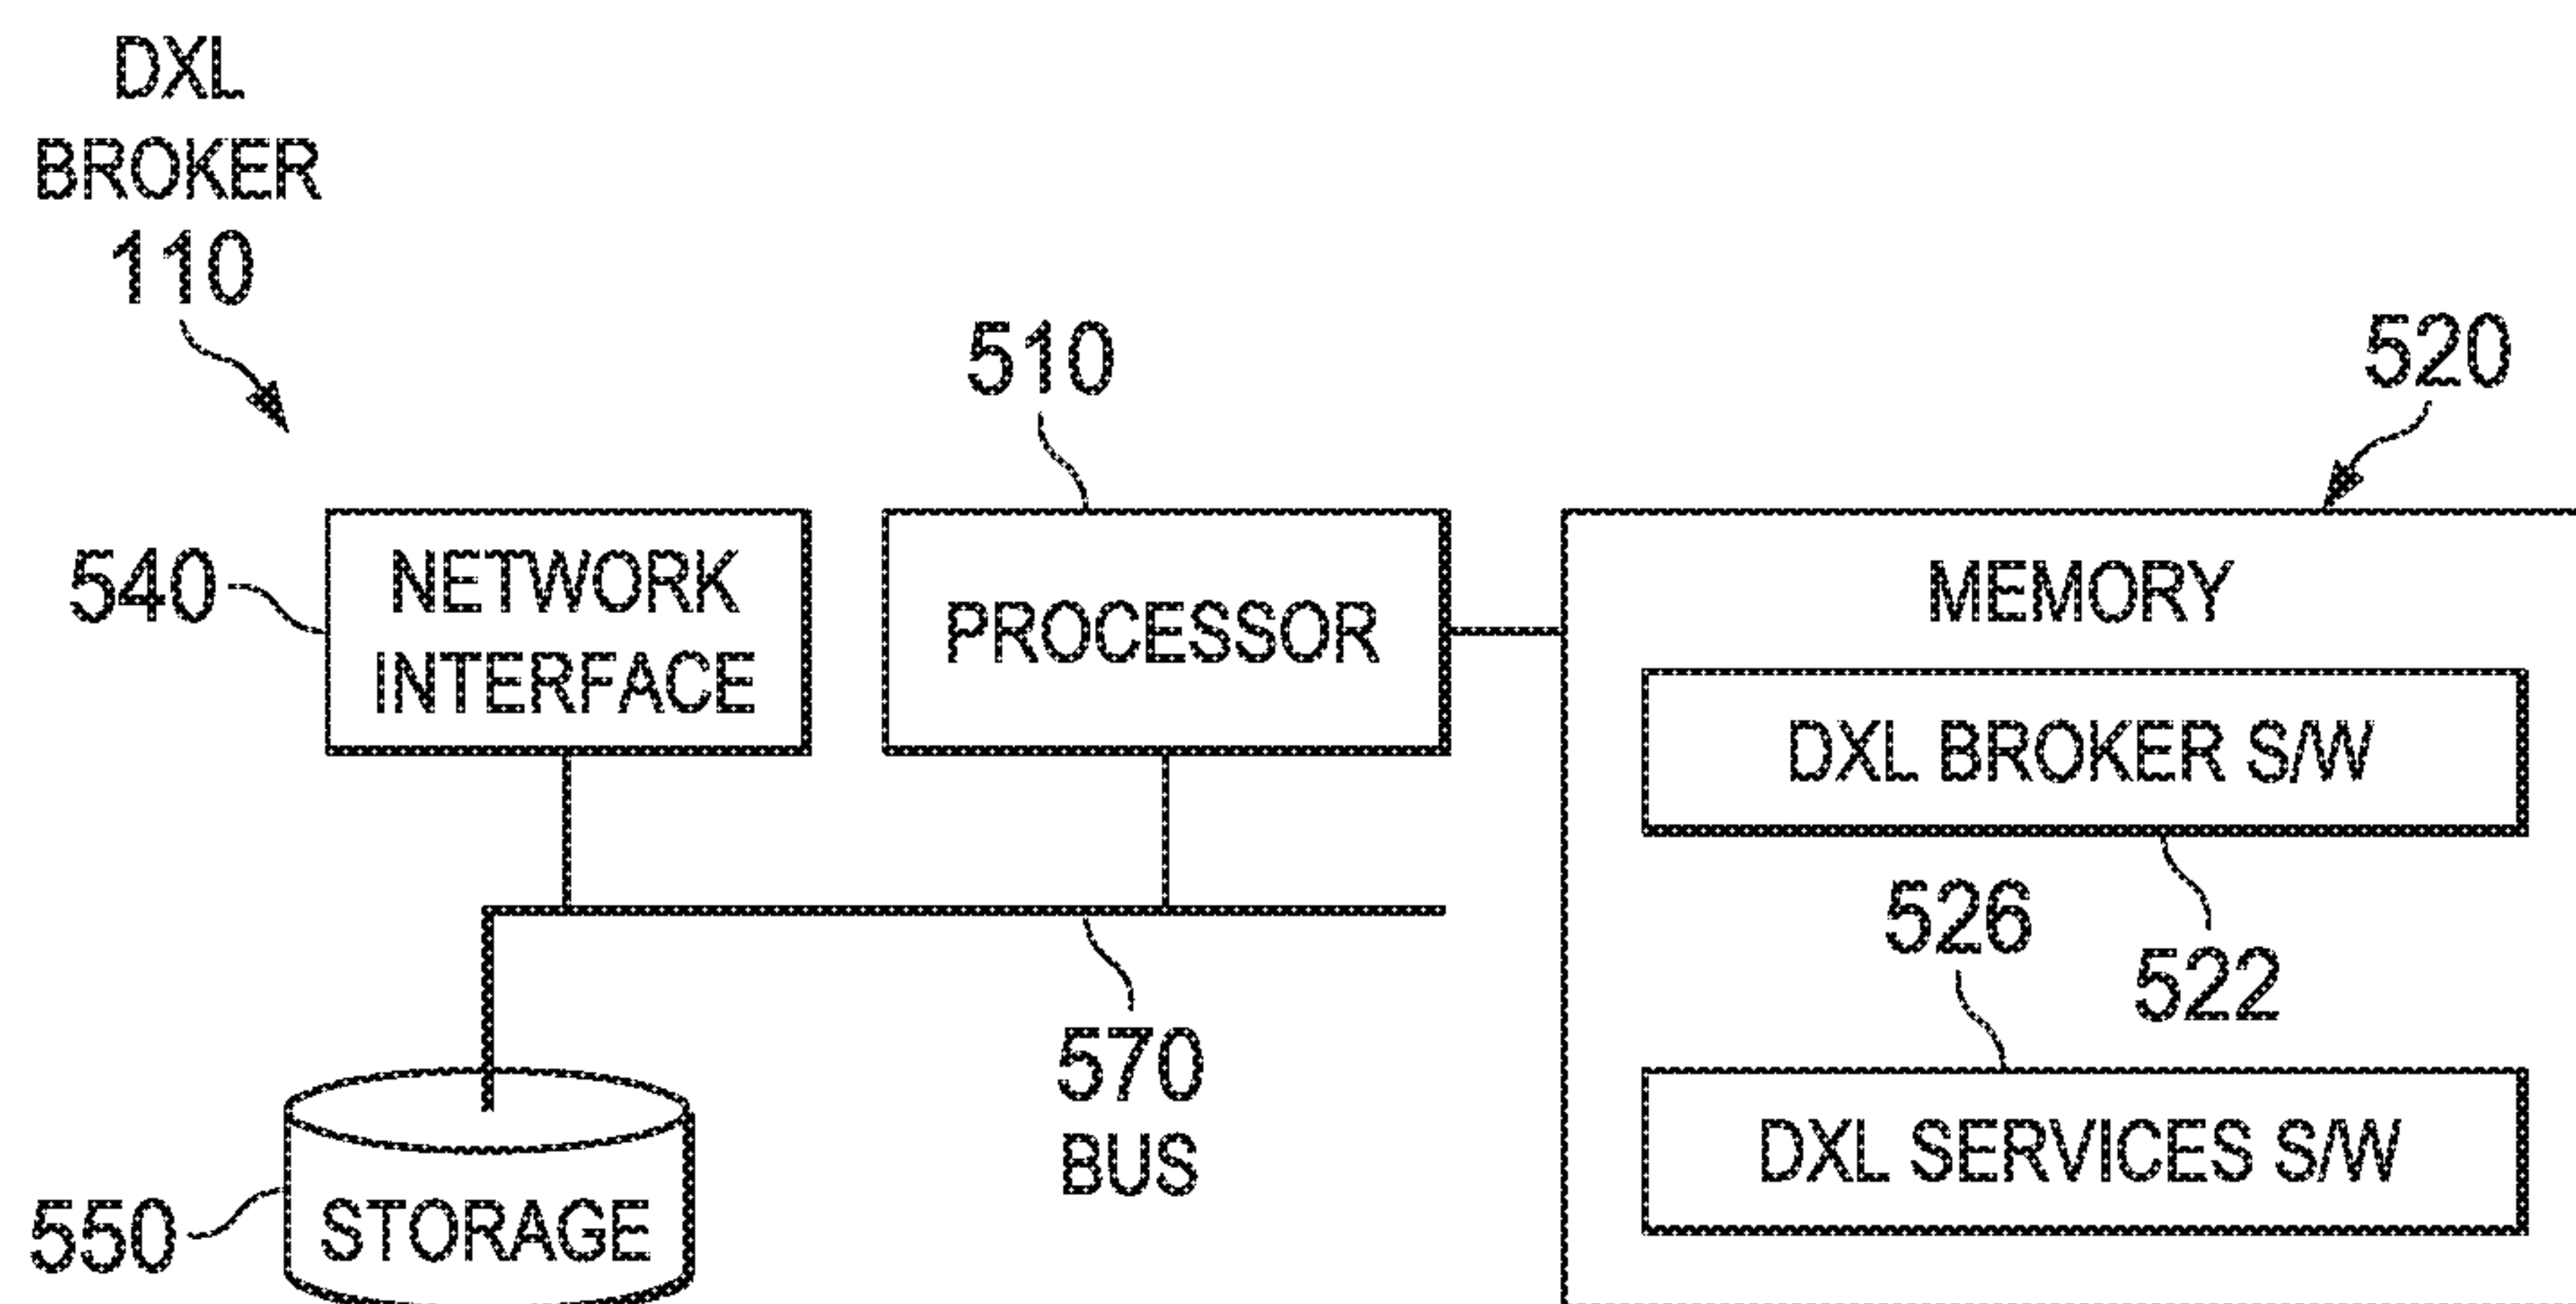 DXL
BROKER
110
510
520
540
NETWORK
INTERFACE
PROCESSOR
MEMORY
DXL BROKER S/W
526
522
570
BUS
DXL SERVICES S/W
550
STORAGE